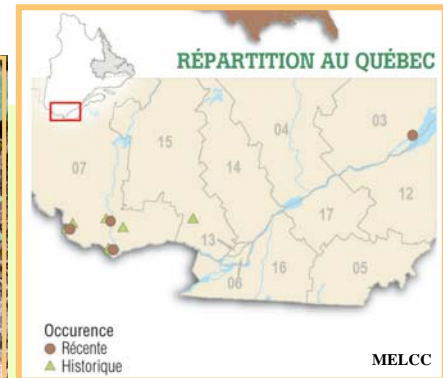 RÉPARTITION AU QUÉBEC
04
03
15
07
14
12
17
13
05
16
06
Occurence
Récente
Historique
MELCC